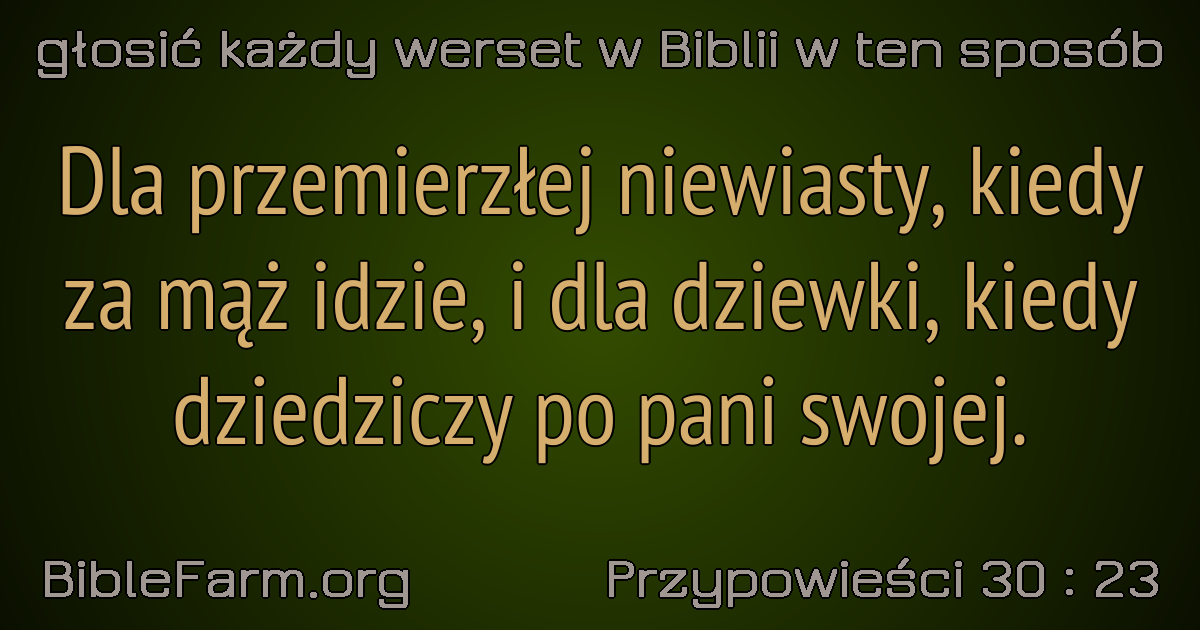 głosić każdy werset w Biblii w ten sposób
Dla przemierzłej niewiasty, kiedy
za mąż idzie, i dla dziewki, kiedy
dziedziczy po pani swojej.
BibleFarm.org
Przypowieści 30 : 23